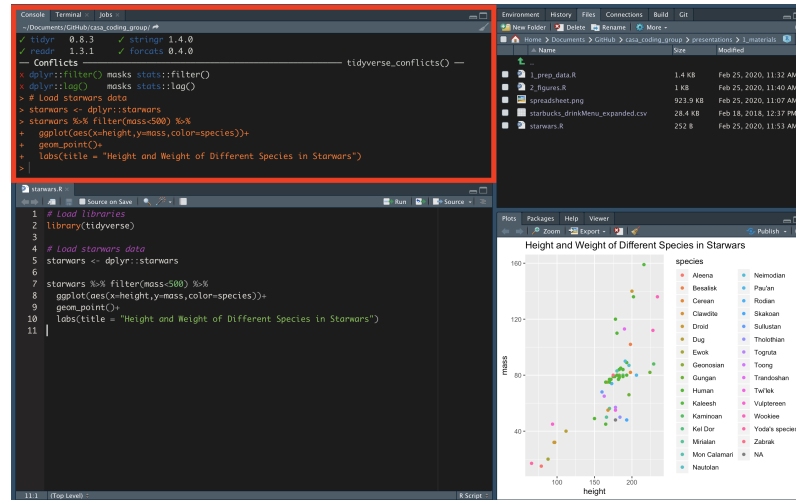 Console Terminal × Jobs ×
~/Documents/GitHub/casa_coding_group/
✓ tidyr 0.8.3 ✓ stringr 1.4.0
✓ readr 1.3.1 ✓ forcats 0.4.0
── Conflicts ── tidyverse_conflicts() ──
x dplyr::filter() masks stats::filter()
x dplyr::lag() masks stats::lag()
> # Load starwars data
> starwars <- dplyr::starwars
> starwars %>% filter(mass<500) %>%
+ ggplot(aes(x=height,y=mass,color=species))+
+ geom_point()+
+ labs(title = "Height and Weight of Different Species in Starwars")
>
starwars.R ×
Source on Save Run Source
1 # Load libraries
2 library(tidyverse)
3
4 # Load starwars data
5 starwars <- dplyr::starwars
6
7 starwars %>% filter(mass<500) %>%
8 ggplot(aes(x=height,y=mass,color=species))+
9 geom_point()+
10 labs(title = "Height and Weight of Different Species in Starwars")
11
11:1 (Top Level) R Script
Environment History Files Connections Build Git
New Folder Delete Rename More
Home > Documents > GitHub > casa_coding_group > presentations > 1_materials
Name Size Modified
..
1_prep_data.R 1.4 KB Feb 25, 2020, 11:32 AM
2_figures.R 1 KB Feb 25, 2020, 11:40 AM
spreadsheet.png 923.9 KB Feb 25, 2020, 11:07 AM
starbucks_drinkMenu_expanded.csv 28.4 KB Feb 18, 2018, 12:37 PM
starwars.R 252 B Feb 25, 2020, 11:53 AM
Plots Packages Help Viewer
Zoom Export Publish
Height and Weight of Different Species in Starwars
species
Aleena Neimodian
Besalisk Pau'an
Cerean Rodian
Clawdite Skakoan
Droid Sullustan
Dug Tholothian
Ewok Togruta
Geonosian Toong
Gungan Trandoshan
Human Twi'lek
Kaleesh Vulptereen
Kaminoan Wookiee
Kel Dor Yoda's species
Mirialan Zabrak
Mon Calamari NA
Nautolan
160
120
80
40
mass
100 150 200
height